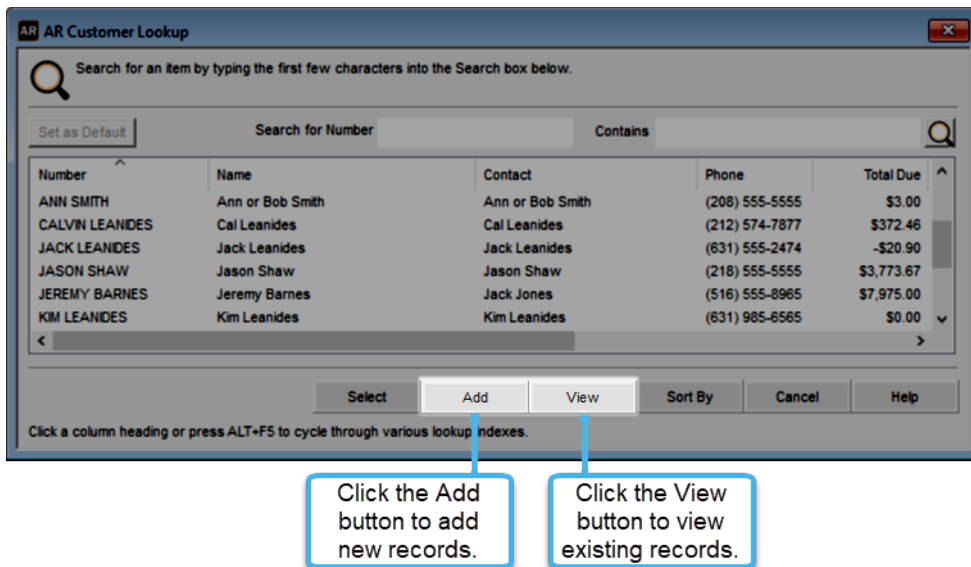 AR AR Customer Lookup
Search for an item by typing the first few characters into the Search box below.
Set as Default Search for Number Contains
Number Name Contact Phone Total Due
ANN SMITH Ann or Bob Smith Ann or Bob Smith (208) 555-5555 $3.00
CALVIN LEANIDES Cal Leanides Cal Leanides (212) 574-7877 $372.46
JACK LEANIDES Jack Leanides Jack Leanides (631) 555-2474 -$20.90
JASON SHAW Jason Shaw Jason Shaw (218) 555-5555 $3,773.67
JEREMY BARNES Jeremy Barnes Jack Jones (516) 555-8965 $7,975.00
KIM LEANIDES Kim Leanides Kim Leanides (631) 985-6565 $0.00
Select Add View Sort By Cancel Help
Click a column heading or press ALT+F5 to cycle through various lookup indexes.
Click the Add
button to add
new records.
Click the View
button to view
existing records.